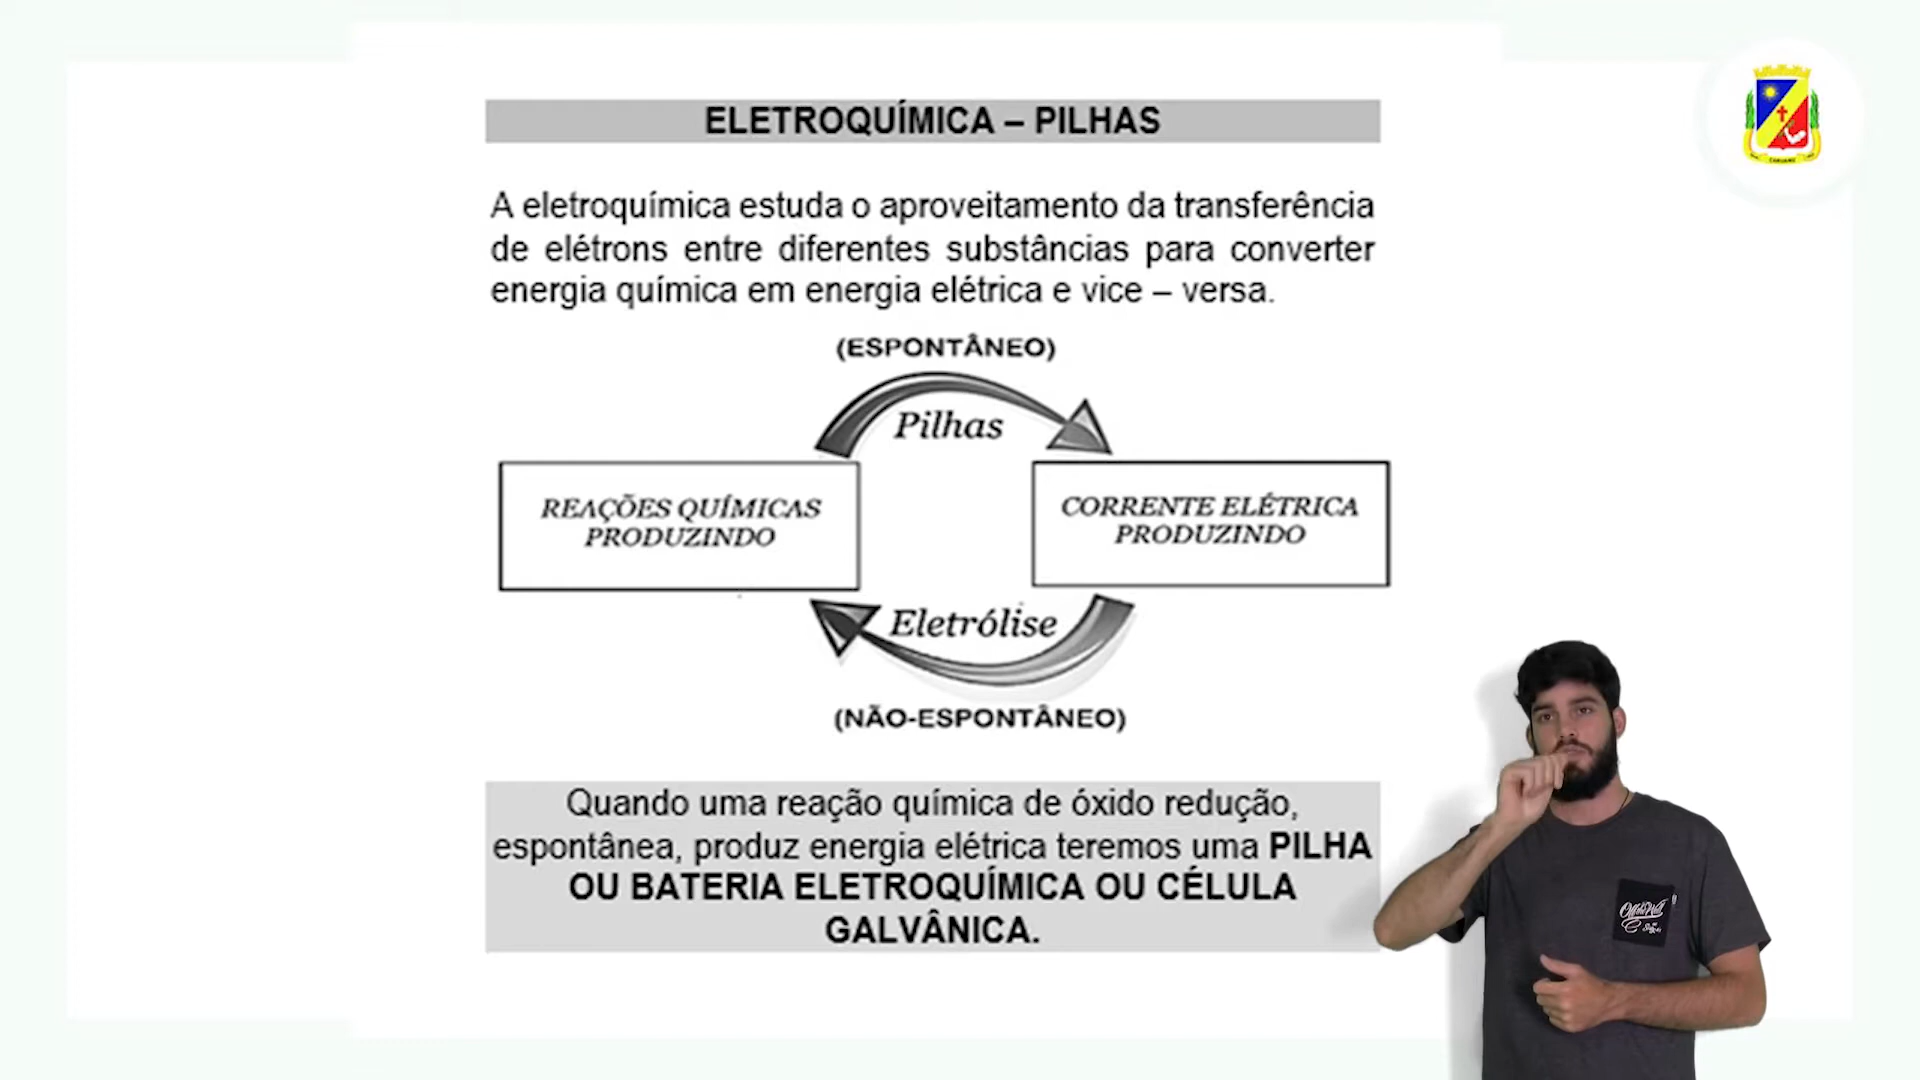 ELETROQUÍMICA – PILHAS
A eletroquímica estuda o aproveitamento da transferência
de elétrons entre diferentes substâncias para converter
energia química em energia elétrica e vice – versa.
(ESPONTÂNEO)
Pilhas
REAÇÕES QUÍMICAS
PRODUZINDO
CORRENTE ELÉTRICA
PRODUZINDO
Eletrólise
(NÃO-ESPONTÂNEO)
Quando uma reação química de óxido redução,
espontânea, produz energia elétrica teremos uma PILHA
OU BATERIA ELETROQUÍMICA OU CÉLULA
GALVÂNICA.
CARUARU